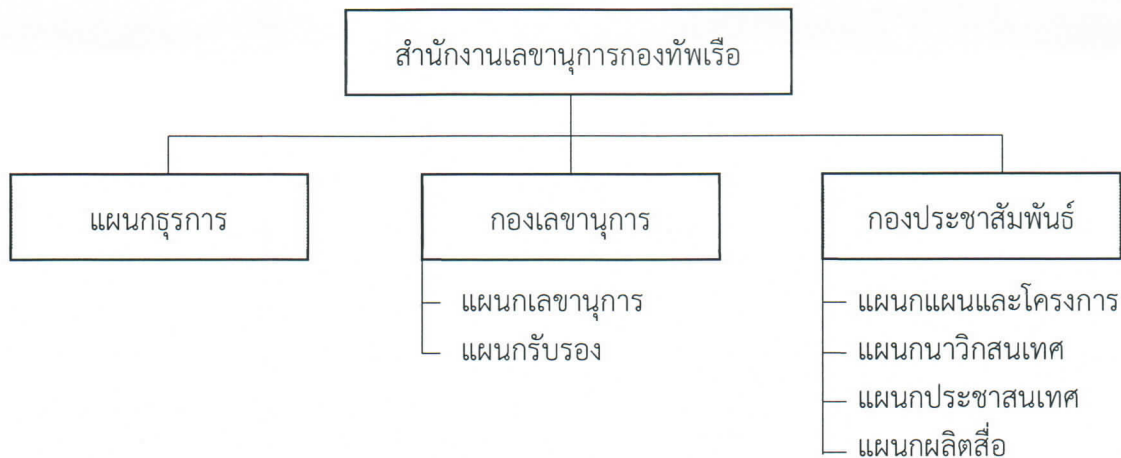 สำนักงานเลขานุการกองทัพเรือ
แผนกธุรการ
กองเลขานุการ
กองประชาสัมพันธ์
แผนกเลขานุการ
แผนกรับรอง
แผนกแผนและโครงการ
แผนกนาวิกสนเทศ
แผนกประชาสนเทศ
แผนกผลิตสื่อ